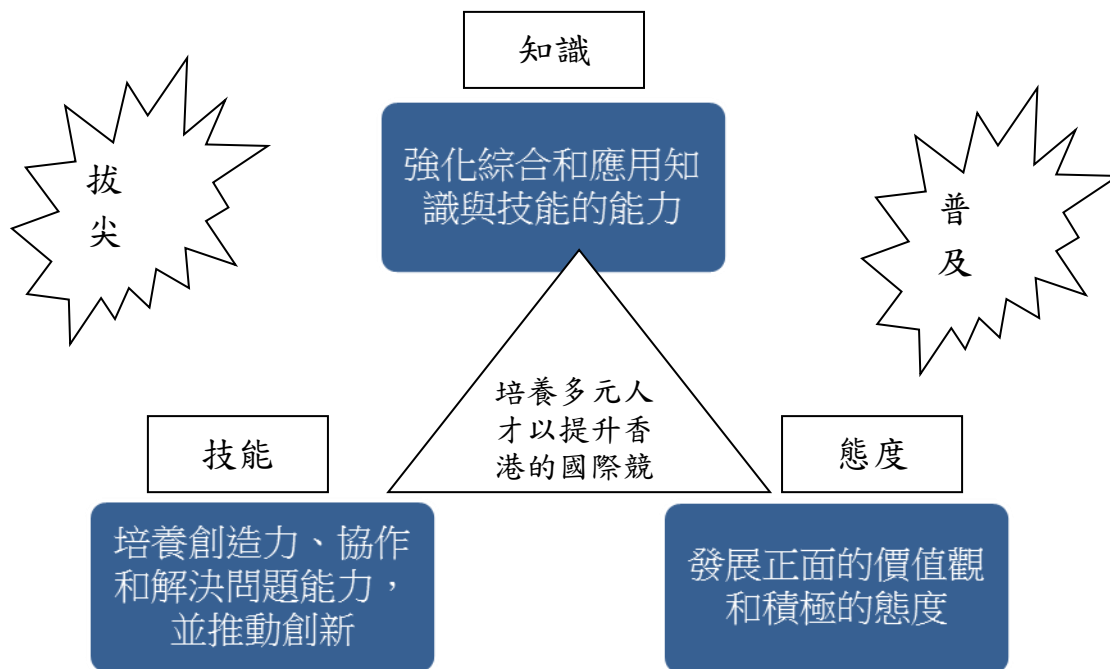 知識
強化綜合和應用知
識與技能的能力
拔
尖
普
及
培養多元人
才以提升香
港的國際競
技能
培養創造力、協作
和解決問題能力，
並推動創新
態度
發展正面的價值觀
和積極的態度